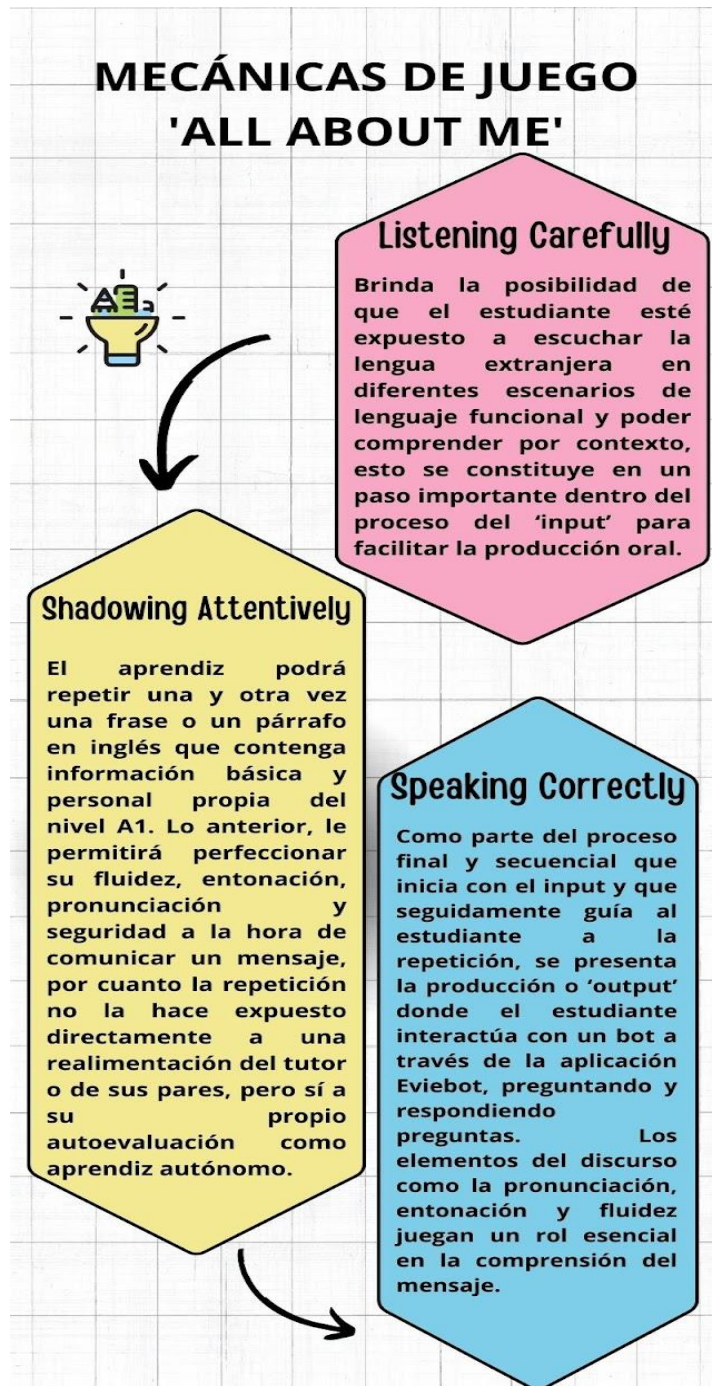 MECÁNICAS DE JUEGO
'ALL ABOUT ME'
Listening Carefully
Brinda la posibilidad de
que el estudiante esté
expuesto a escuchar la
lengua extranjera en
diferentes escenarios de
lenguaje funcional y poder
comprender por contexto,
esto se constituye en un
paso importante dentro del
proceso del ‘input’ para
facilitar la producción oral.
Shadowing Attentively
El aprendiz podrá
repetir una y otra vez
una frase o un párrafo
en inglés que contenga
información básica y
personal propia del
nivel A1. Lo anterior, le
permitirá perfeccionar
su fluidez, entonación,
pronunciación y
seguridad a la hora de
comunicar un mensaje,
por cuanto la repetición
no la hace expuesto
directamente a una
realimentación del tutor
o de sus pares, pero sí a
su propio
autoevaluación como
aprendiz autónomo.
Speaking Correctly
Como parte del proceso
final y secuencial que
inicia con el input y que
seguidamente guía al
estudiante a la
repetición, se presenta
la producción o ‘output’
donde el estudiante
interactúa con un bot a
través de la aplicación
Eviebot, preguntando y
respondiendo
preguntas. Los
elementos del discurso
como la pronunciación,
entonación y fluidez
juegan un rol esencial
en la comprensión del
mensaje.